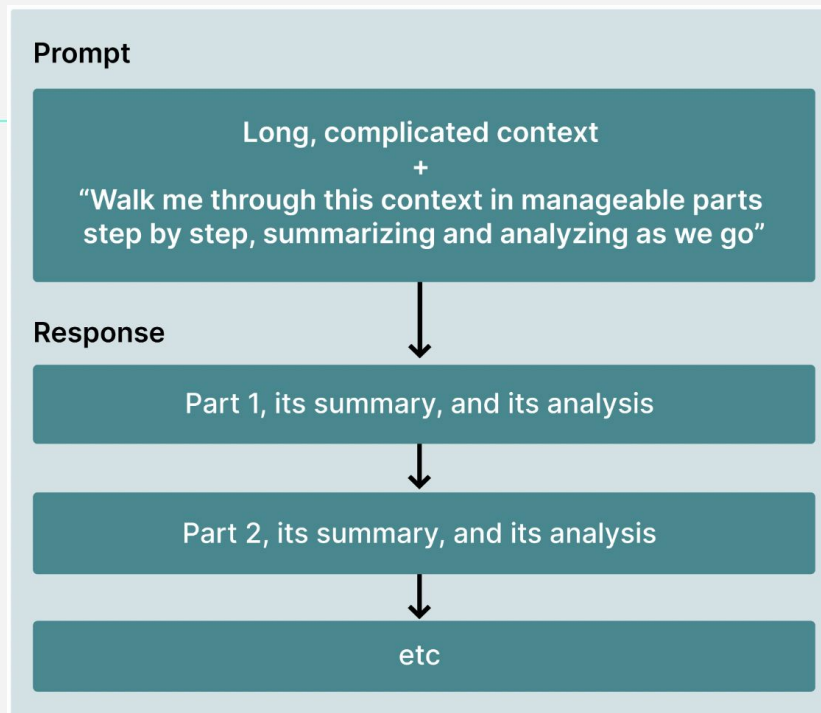 Prompt
Long, complicated context
+
“Walk me through this context in manageable parts
step by step, summarizing and analyzing as we go”
Response
Part 1, its summary, and its analysis
Part 2, its summary, and its analysis
etc